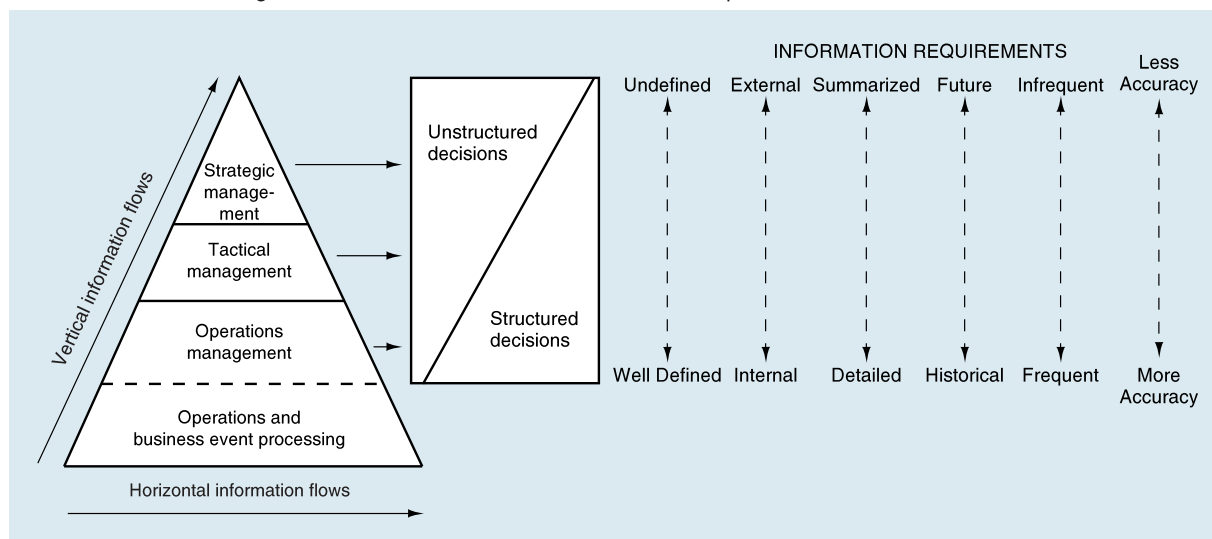 INFORMATION REQUIREMENTS
Undefined
External
Summarized
Future
Infrequent
Less
Accuracy
Vertical information flows
Strategic
manage-
ment
Tactical
management
Operations
management
Operations and
business event processing
Horizontal information flows
Unstructured
decisions
Structured
decisions
Well Defined
Internal
Detailed
Historical
Frequent
More
Accuracy